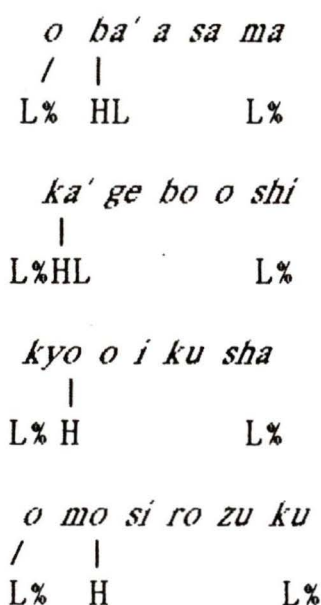 o ba' a sa ma
/ |
L% HL L%
ka' ge bo o shi
|
L%HL L%
kyo o i ku sha
|
L% H L%
o mo si ro zu ku
/ |
L% H L%